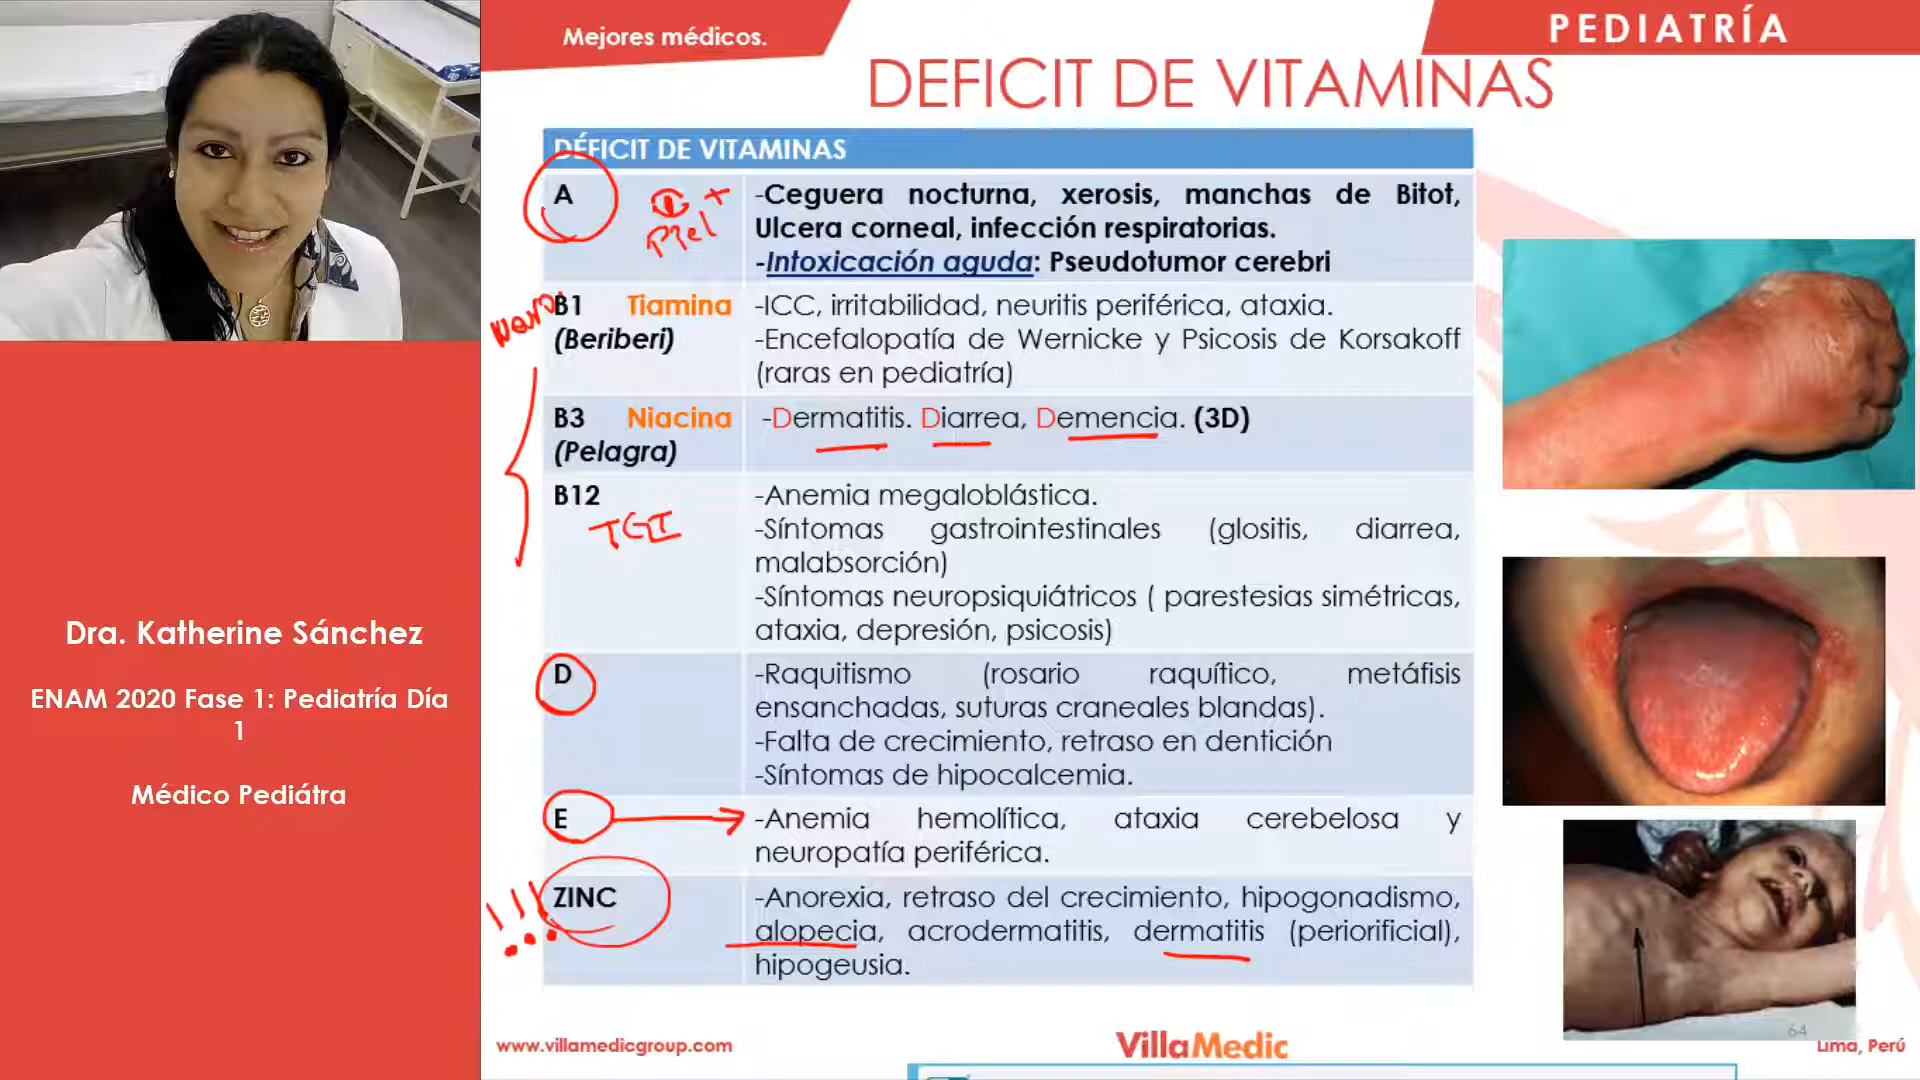 Mejores médicos.
PEDIATRÍA
DEFICIT DE VITAMINAS
DÉFICIT DE VITAMINAS
A
+
Piel
-Ceguera nocturna, xerosis, manchas de Bitot,
Ulcera corneal, infección respiratorias.
-Intoxicación aguda: Pseudotumor cerebri
B1 Tiamina
(Beriberi)
-ICC, irritabilidad, neuritis periférica, ataxia.
-Encefalopatía de Wernicke y Psicosis de Korsakoff
(raras en pediatría)
B3 Niacina
(Pelagra)
-Dermatitis. Diarrea, Demencia. (3D)
B12
TGI
-Anemia megaloblástica.
-Síntomas gastrointestinales (glositis, diarrea,
malabsorción)
-Síntomas neuropsiquiátricos ( parestesias simétricas,
ataxia, depresión, psicosis)
D
-Raquitismo (rosario raquítico, metáfisis
ensanchadas, suturas craneales blandas).
-Falta de crecimiento, retraso en dentición
-Síntomas de hipocalcemia.
E
-Anemia hemolítica, ataxia cerebelosa y
neuropatía periférica.
!!!
ZINC
-Anorexia, retraso del crecimiento, hipogonadismo,
alopecia, acrodermatitis, dermatitis (periorificial),
hipogeusia.
Dra. Katherine Sánchez
ENAM 2020 Fase 1: Pediatría Día
1
Médico Pediátra
www.villamedicgroup.com
VillaMedic
64
Lima, Perú